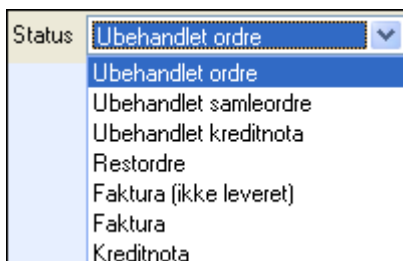 Status Ubehandlet ordre
Ubehandlet ordre
Ubehandlet samleordre
Ubehandlet kreditnota
Restordre
Faktura (ikke leveret)
Faktura
Kreditnota